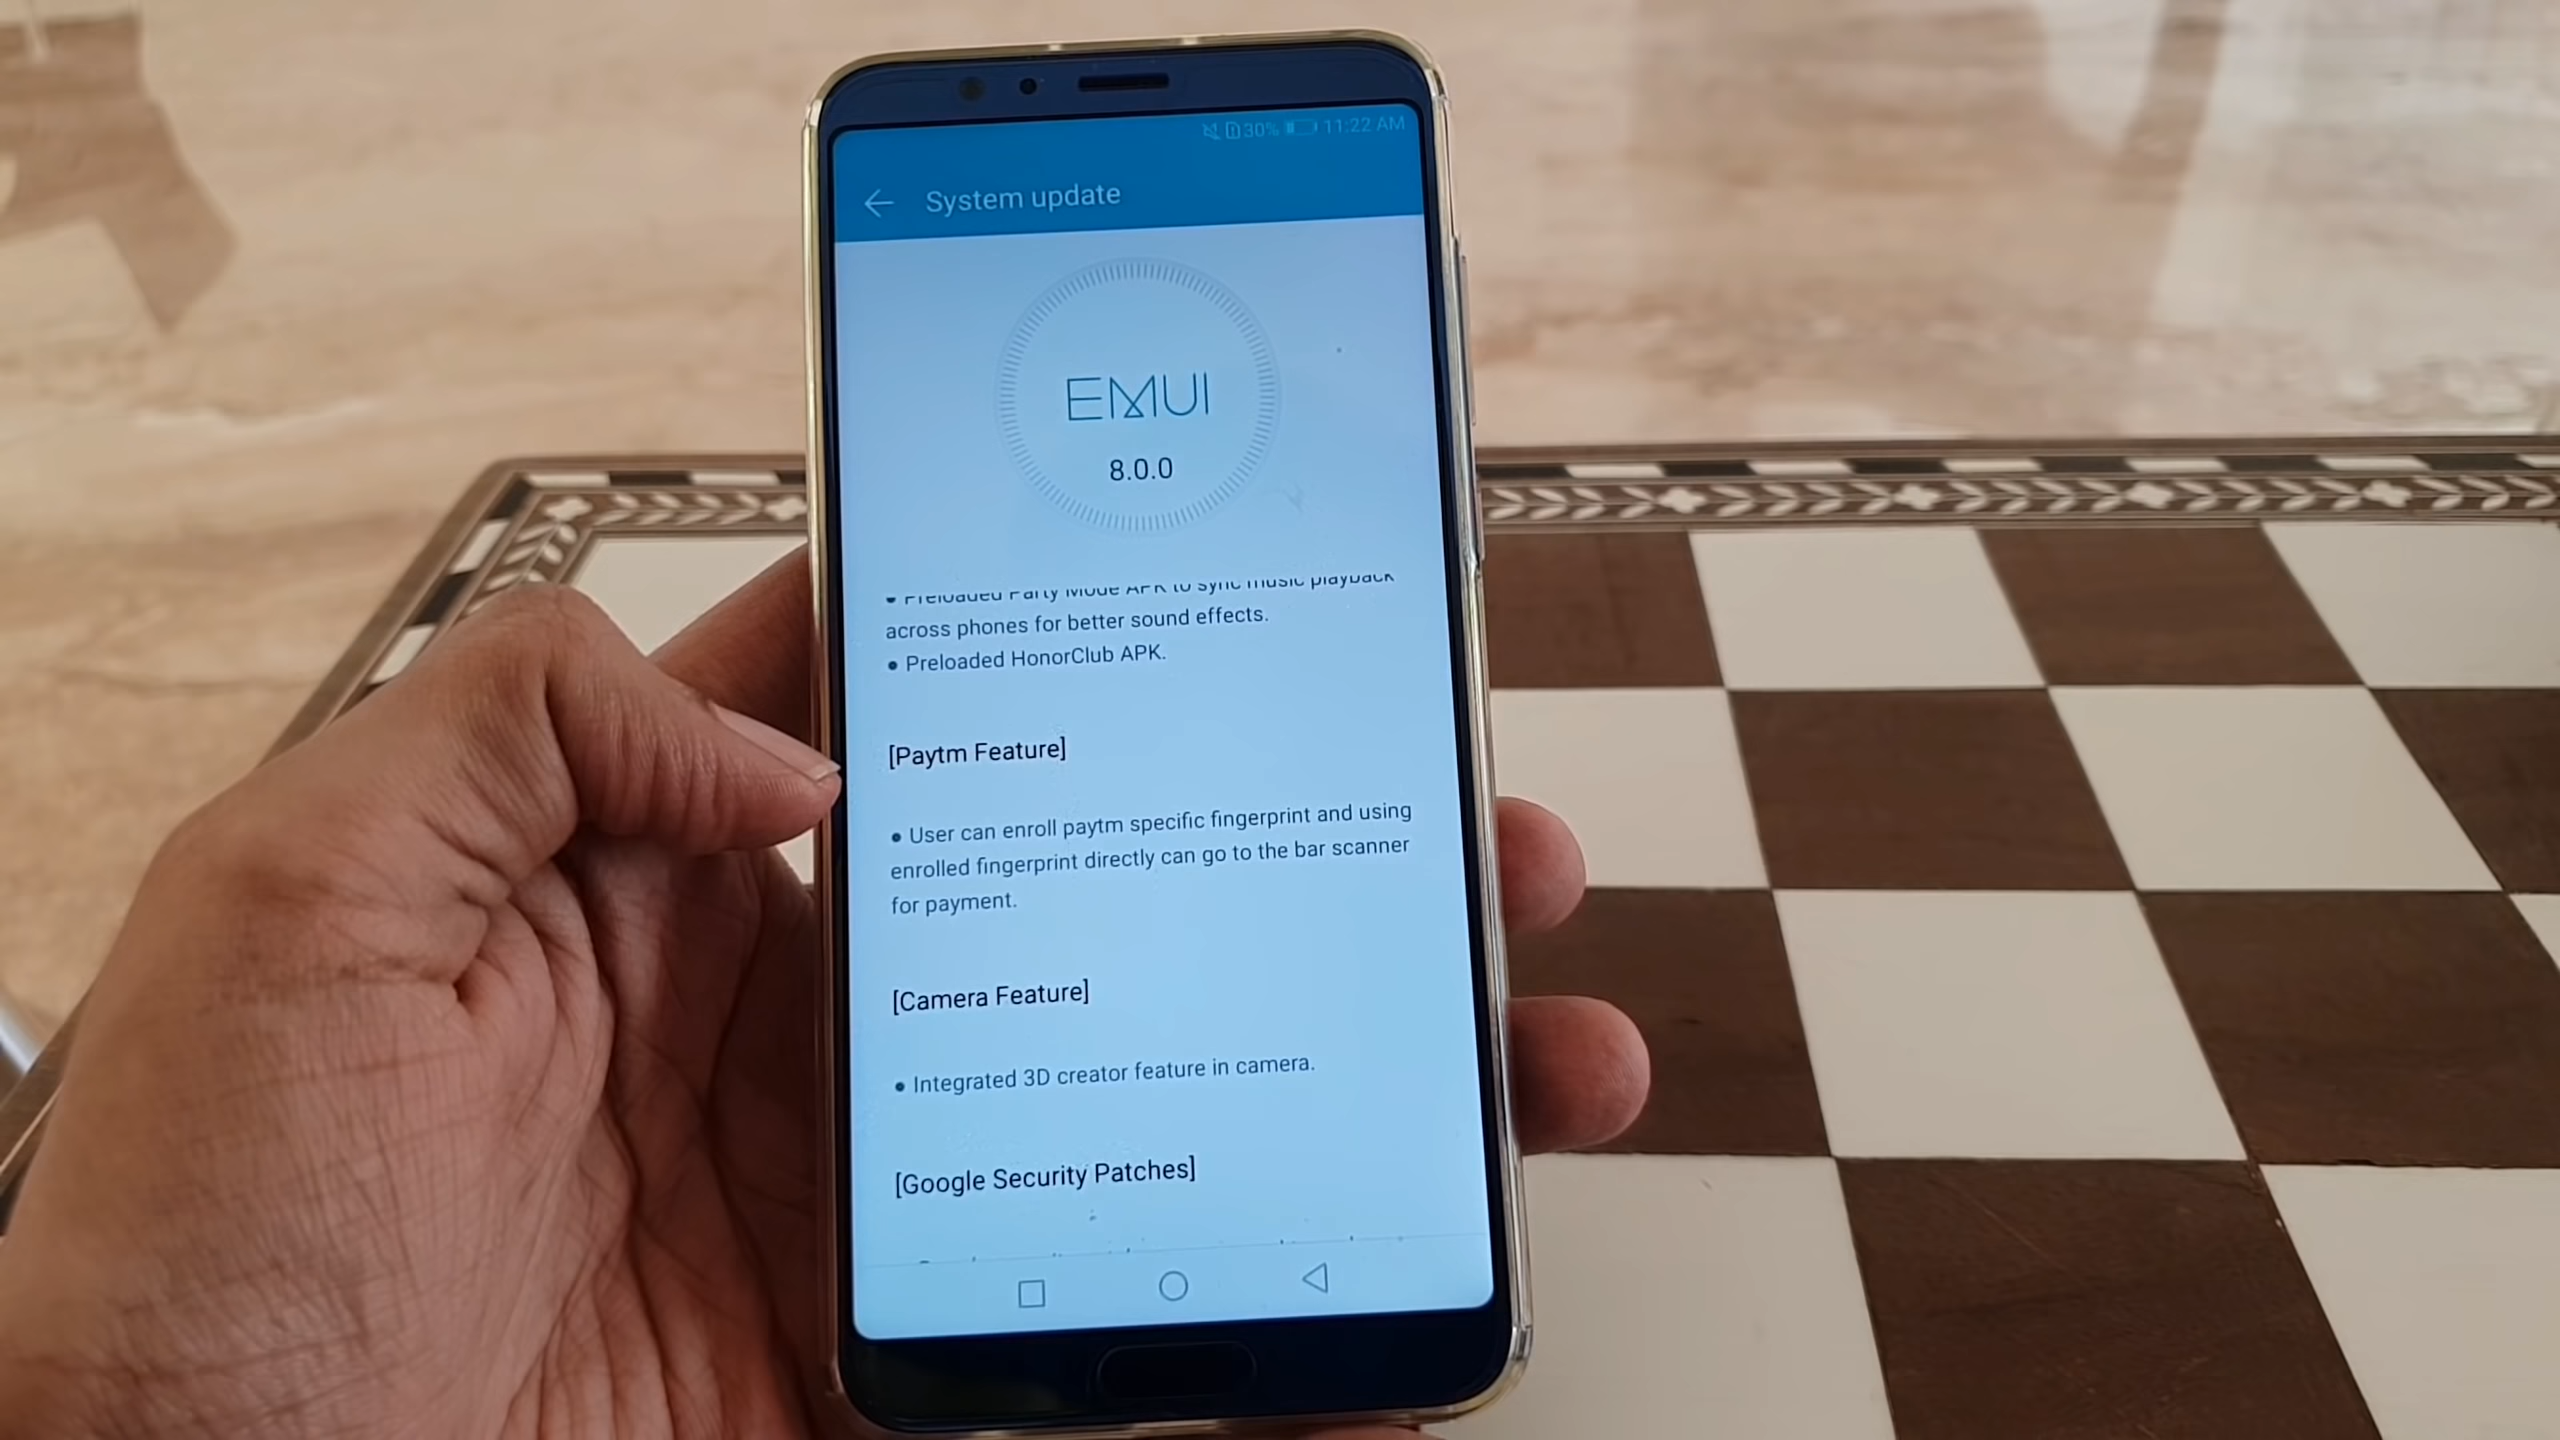 30% 11:22 AM
System update
EMUI
8.0.0
• Preloaded Party Mode APK to sync music playback
across phones for better sound effects.
• Preloaded HonorClub APK.
[Paytm Feature]
• User can enroll paytm specific fingerprint and using
enrolled fingerprint directly can go to the bar scanner
for payment.
[Camera Feature]
• Integrated 3D creator feature in camera.
[Google Security Patches]